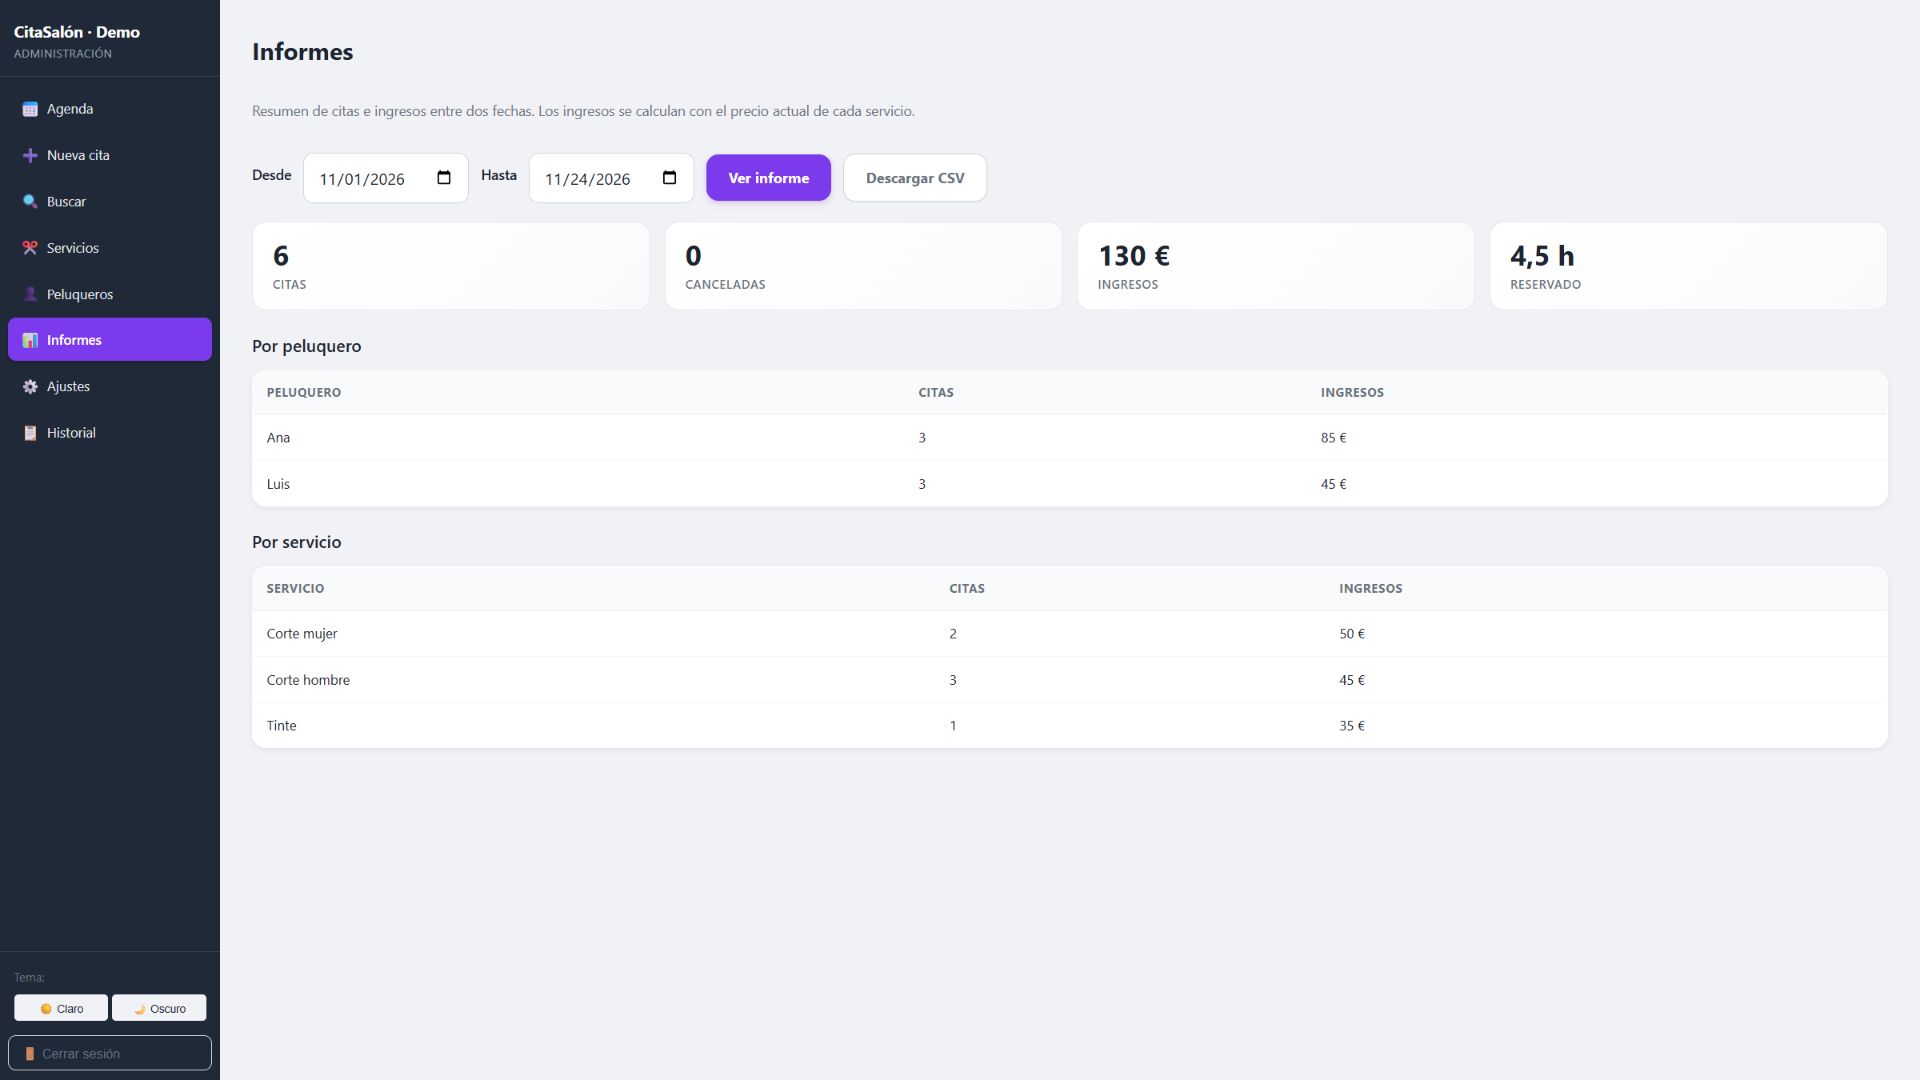 CitaSalón · Demo
ADMINISTRACIÓN
Agenda
Nueva cita
Buscar
Servicios
Peluqueros
Informes
Ajustes
Historial
Tema:
Claro
Oscuro
Cerrar sesión
Informes
Resumen de citas e ingresos entre dos fechas. Los ingresos se calculan con el precio actual de cada servicio.
Desde 11/01/2026 Hasta 11/24/2026 Ver informe Descargar CSV
6
CITAS
0
CANCELADAS
130 €
INGRESOS
4,5 h
RESERVADO
Por peluquero
PELUQUERO CITAS INGRESOS
Ana 3 85 €
Luis 3 45 €
Por servicio
SERVICIO CITAS INGRESOS
Corte mujer 2 50 €
Corte hombre 3 45 €
Tinte 1 35 €